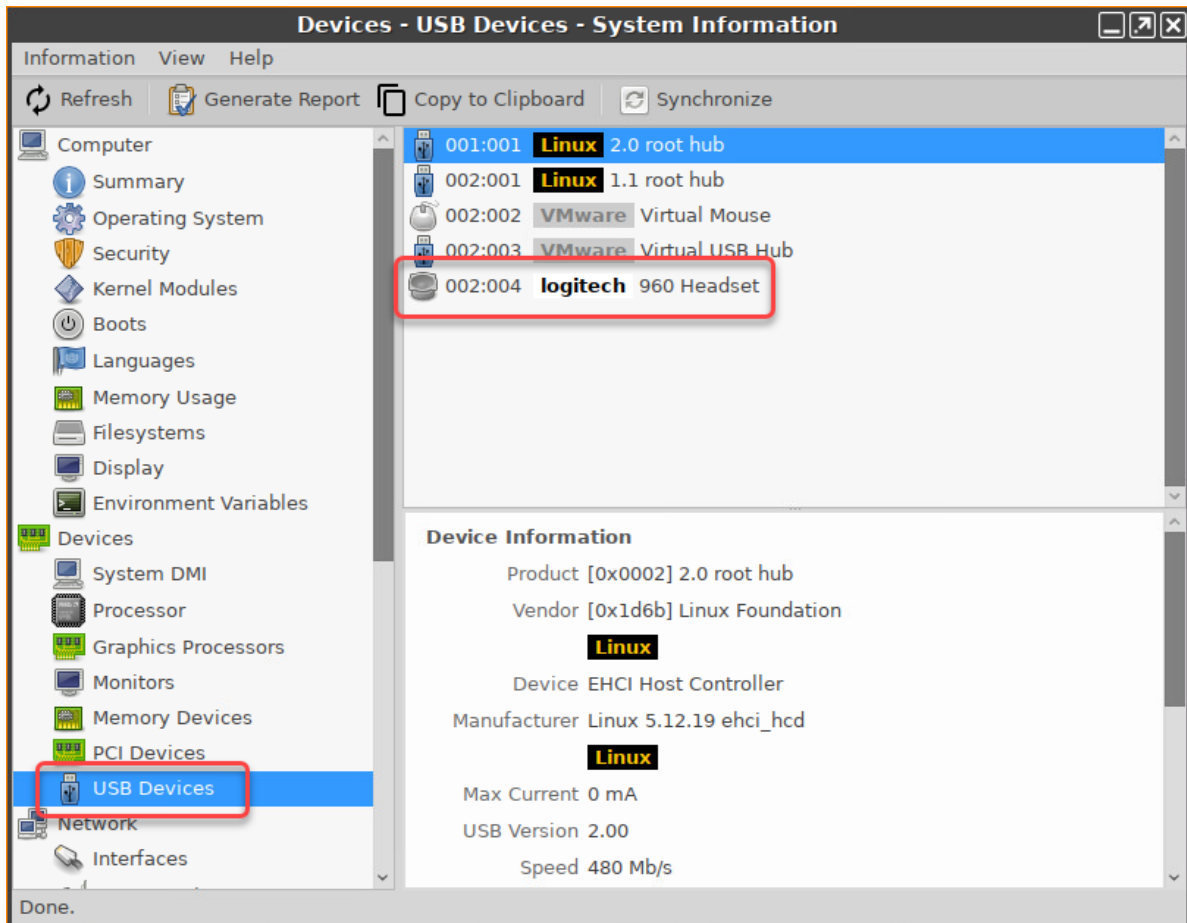 Devices - USB Devices - System Information
Information View Help
Refresh Generate Report Copy to Clipboard Synchronize
Computer
Summary
Operating System
Security
Kernel Modules
Boots
Languages
Memory Usage
Filesystems
Display
Environment Variables
Devices
System DMI
Processor
Graphics Processors
Monitors
Memory Devices
PCI Devices
USB Devices
Network
Interfaces
001:001 Linux 2.0 root hub
002:001 Linux 1.1 root hub
002:002 VMware Virtual Mouse
002:003 VMware Virtual USB Hub
002:004 logitech 960 Headset
Device Information
Product [0x0002] 2.0 root hub
Vendor [0x1d6b] Linux Foundation
Linux
Device EHCI Host Controller
Manufacturer Linux 5.12.19 ehci_hcd
Linux
Max Current 0 mA
USB Version 2.00
Speed 480 Mb/s
Done.